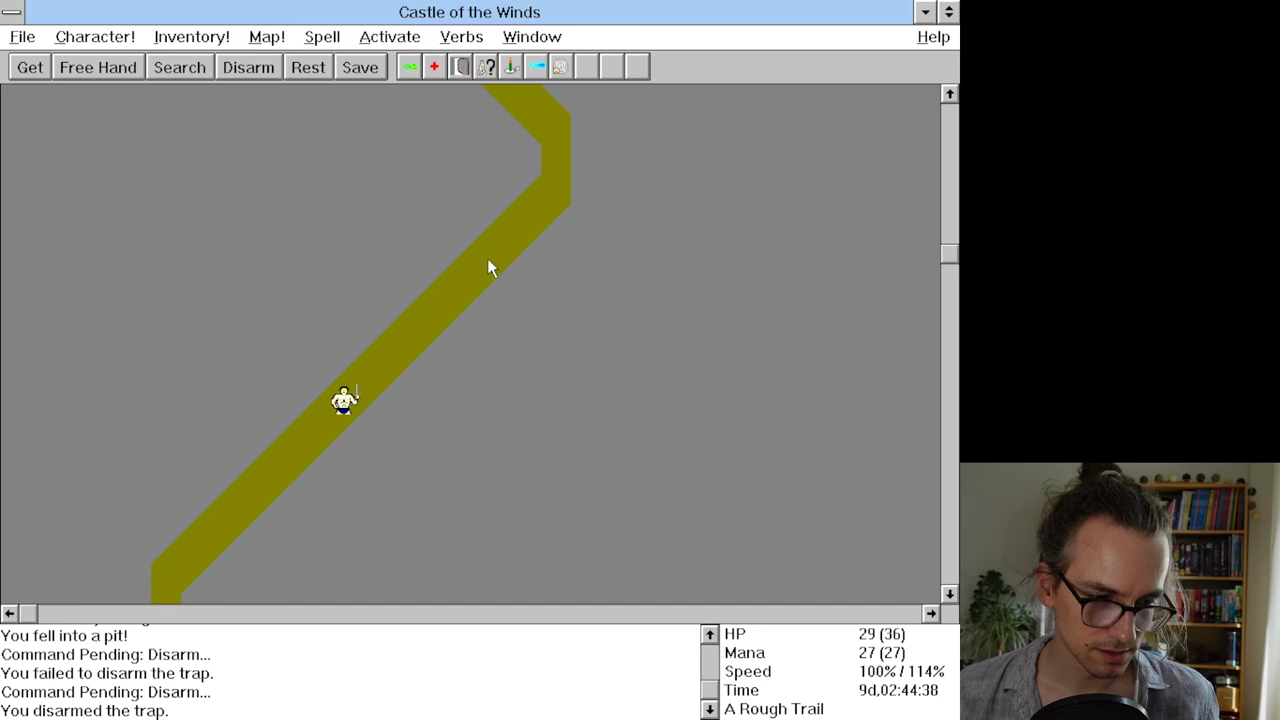 Castle of the Winds
File Character! Inventory! Map! Spell Activate Verbs Window Help
Get Free Hand Search Disarm Rest Save
You fell into a pit!
Command Pending: Disarm...
You failed to disarm the trap.
Command Pending: Disarm...
You disarmed the trap.
HP 29 (36)
Mana 27 (27)
Speed 100% / 114%
Time 9d,02:44:38
A Rough Trail